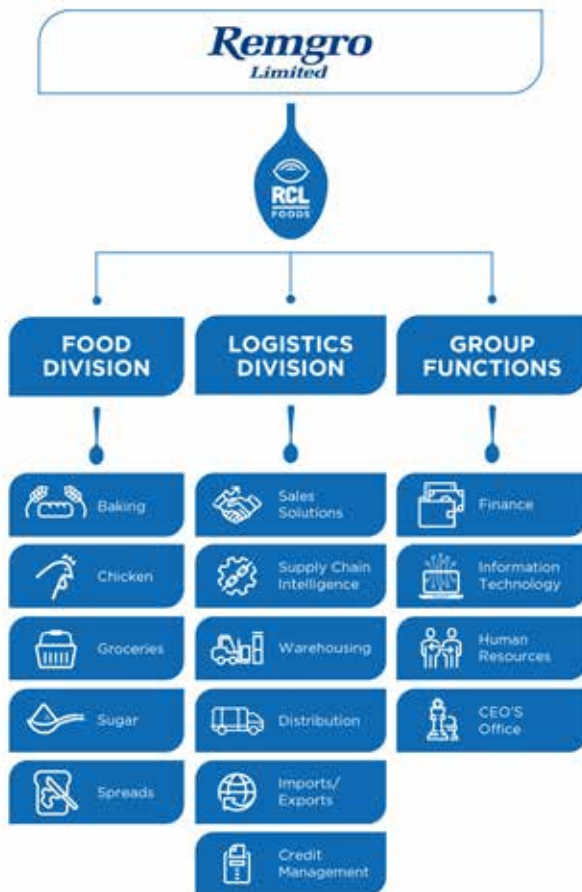 Remgro
Limited
RCL
FOODS
FOOD
DIVISION
LOGISTICS
DIVISION
GROUP
FUNCTIONS
Baking
Chicken
Groceries
Sugar
Spreads
Sales
Solutions
Supply Chain
Intelligence
Warehousing
Distribution
Imports/
Exports
Credit
Management
Finance
Information
Technology
Human
Resources
CEO'S
Office